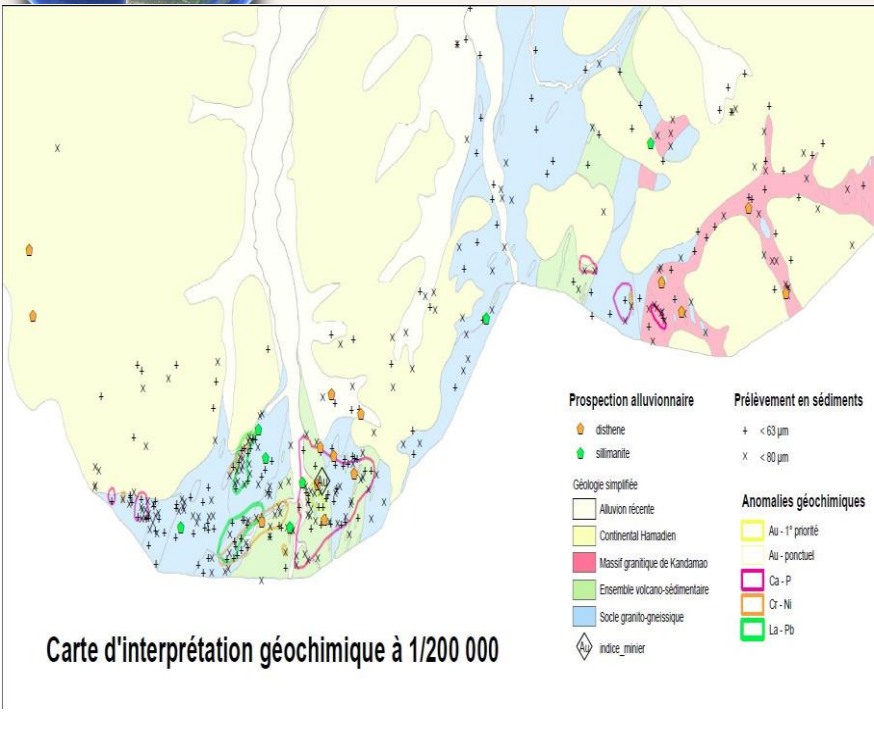 Prospection alluvionnaire
disthene
sillimanite
Géologie simplifiée
Alluvion récente
Continental Hamadien
Massif granitique de Kandamao
Ensemble volcano-sédimentaire
Socle granito-gneissique
Au indice_minier
Prélèvement en sédiments
+ < 63 µm
x < 80 µm
Anomalies géochimiques
Au - 1° priorité
Au - ponctuel
Ca - P
Cr - Ni
La - Pb
Carte d'interprétation géochimique à 1/200 000